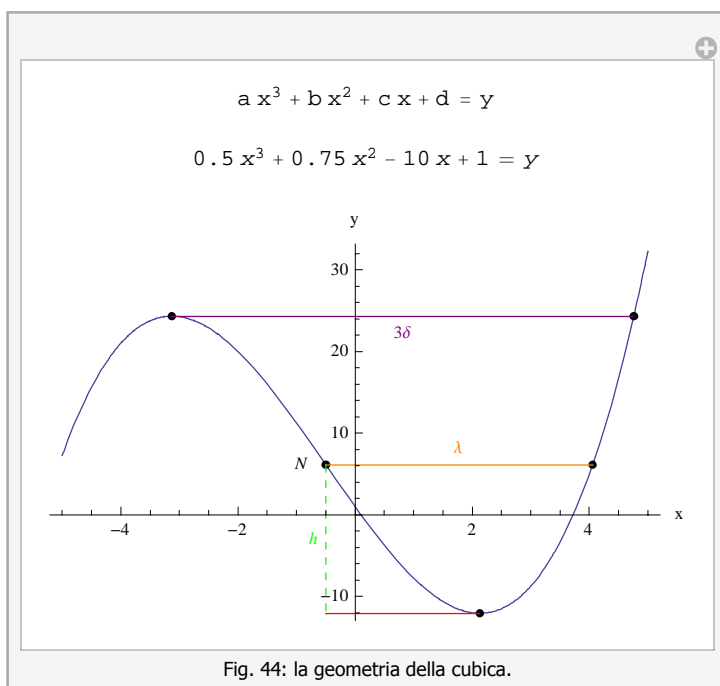 a x³ + b x² + c x + d = y
0.5 x³ + 0.75 x² − 10 x + 1 = y
y
30
20
3δ
10
λ
N
x
−4
−2
2
4
h
−10
Fig. 44: la geometria della cubica.